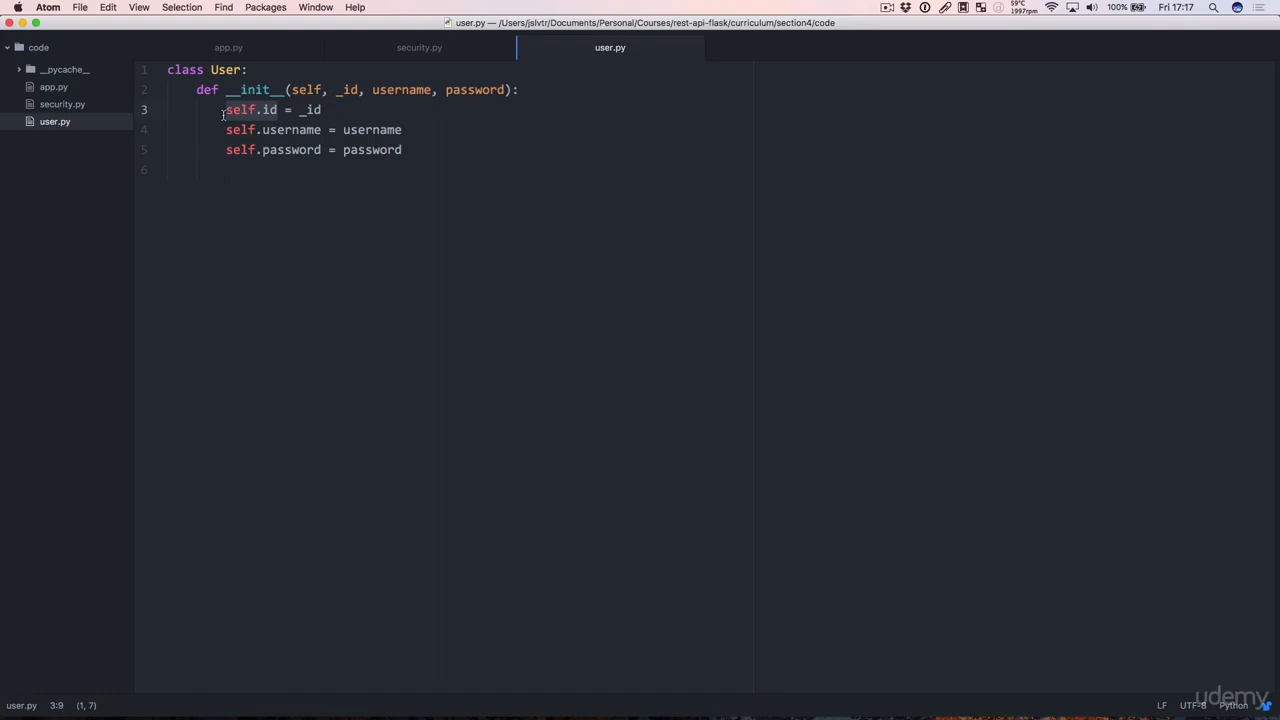 Atom File Edit View Selection Find Packages Window Help 59°C 1997rpm 100% Fri 17:17
user.py — /Users/jslvtr/Documents/Personal/Courses/rest-api-flask/curriculum/section4/code
code
__pycache__
app.py
security.py
user.py
app.py security.py user.py
1 class User:
2 def __init__(self, _id, username, password):
3 self.id = _id
4 self.username = username
5 self.password = password
6
udemy
user.py 3:9 (1, 7) LF UTF-8 Python